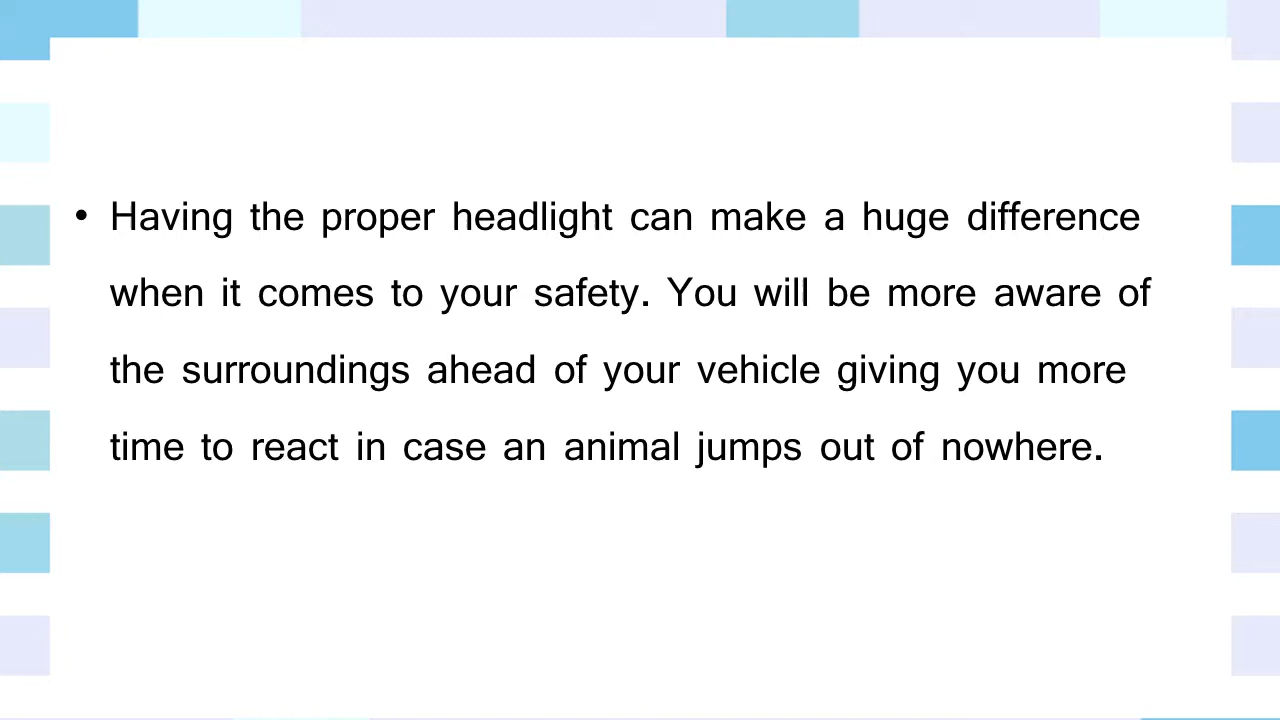 • Having the proper headlight can make a huge difference
when it comes to your safety. You will be more aware of
the surroundings ahead of your vehicle giving you more
time to react in case an animal jumps out of nowhere.